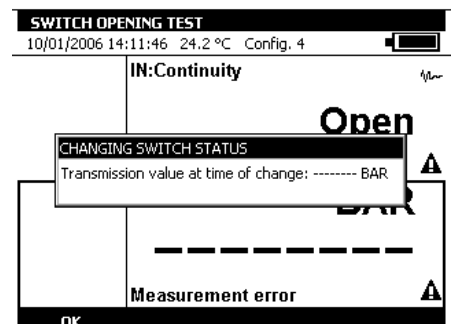 SWITCH OPENING TEST
10/01/2006 14:11:46 24.2 °C Config. 4
IN:Continuity
Open
CHANGING SWITCH STATUS
Transmission value at time of change: -------- BAR
BAR
--------
Measurement error
OK